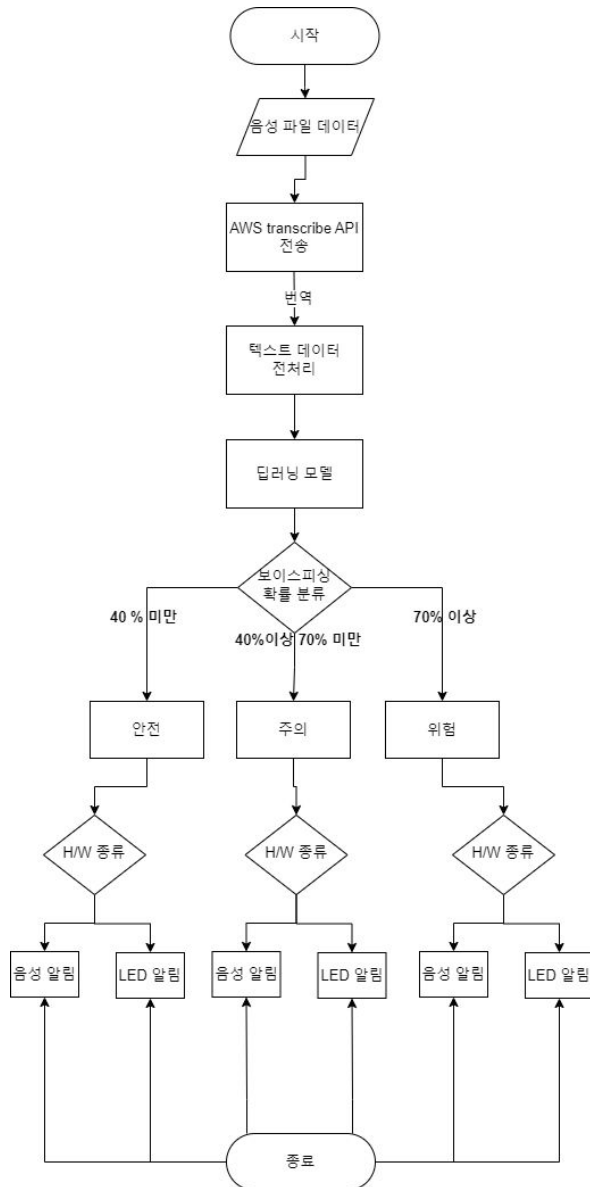 시작
음성 파일 데이터
AWS transcribe API
전송
번역
텍스트 데이터
전처리
딥러닝 모델
보이스피싱
확률 분류
40 % 미만
40%이상 70% 미만
70% 이상
안전
주의
위험
H/W 종류
H/W 종류
H/W 종류
음성 알림
LED 알림
음성 알림
LED 알림
음성 알림
LED 알림
종료